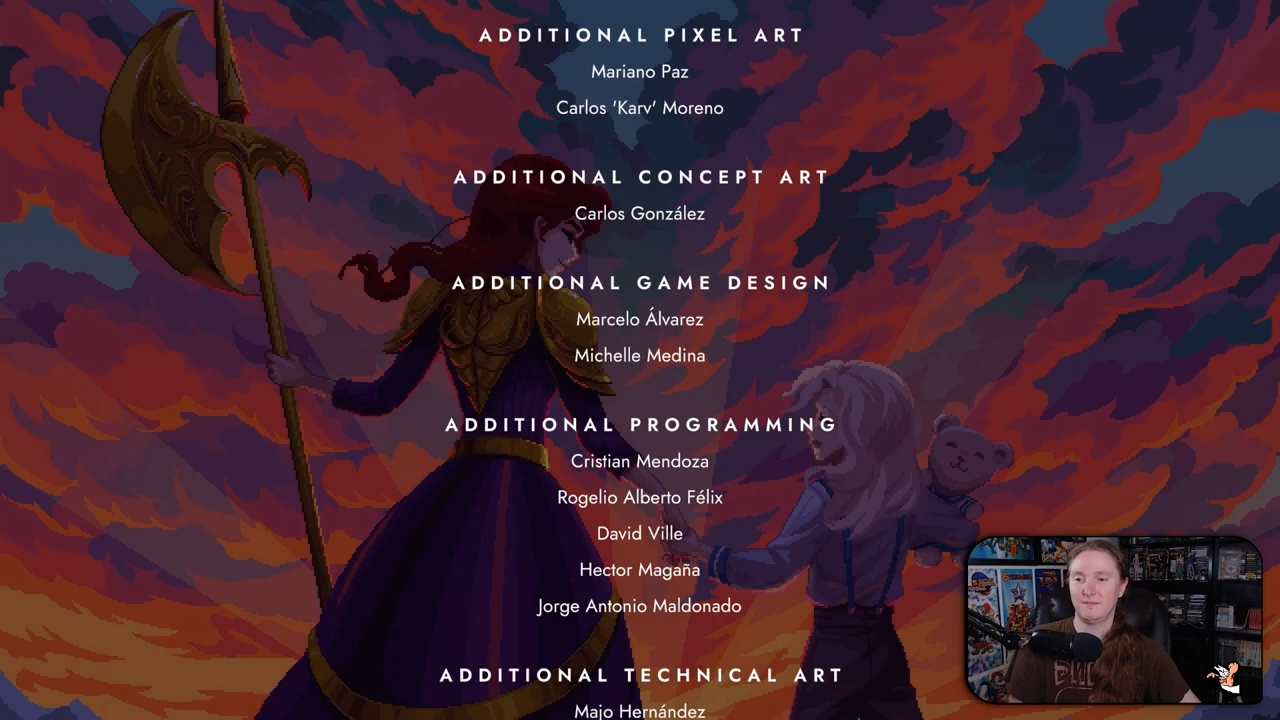 ADDITIONAL PIXEL ART
Mariano Paz
Carlos 'Karv' Moreno
ADDITIONAL CONCEPT ART
Carlos González
ADDITIONAL GAME DESIGN
Marcelo Álvarez
Michelle Medina
ADDITIONAL PROGRAMMING
Cristian Mendoza
Rogelio Alberto Félix
David Ville
Hector Magaña
Jorge Antonio Maldonado
ADDITIONAL TECHNICAL ART
Majo Hernández